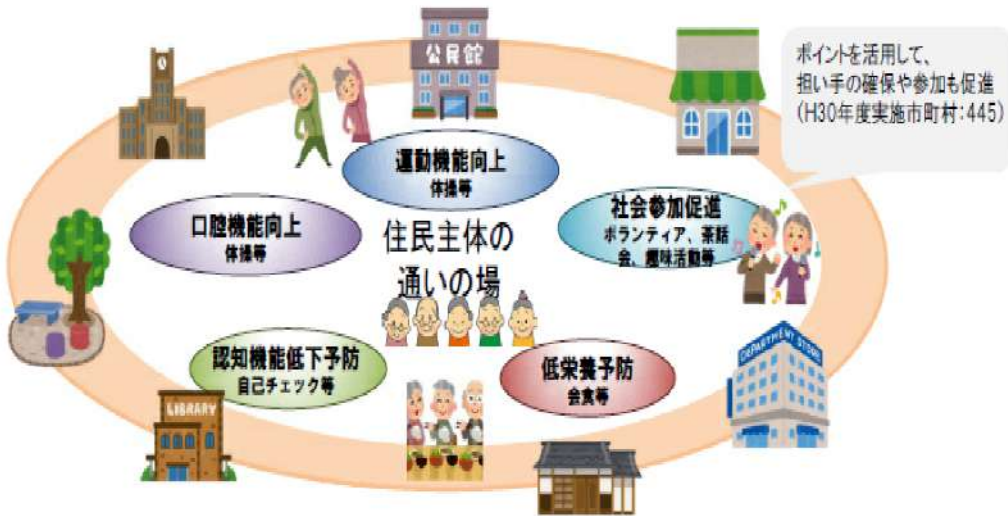 公民館
ポイントを活用して、
担い手の確保や参加も促進
(H30年度実施市町村:445)
運動機能向上
体操等
口腔機能向上
体操等
社会参加促進
ボランティア、茶話
会、趣味活動等
住民主体の
通いの場
認知機能低下予防
自己チェック等
低栄養予防
会食等
DEPARTMENT STORE
LIBRARY